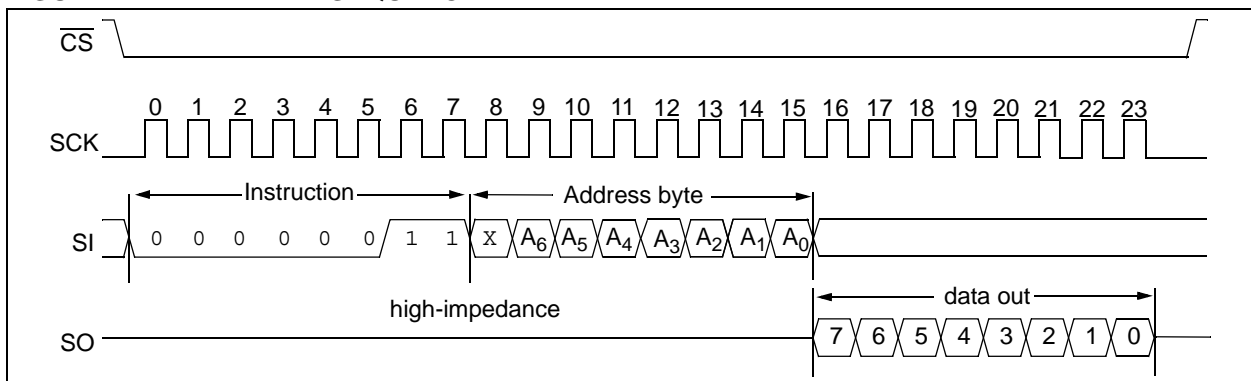 CS
0 1 2 3 4 5 6 7 8 9 10 11 12 13 14 15 16 17 18 19 20 21 22 23
SCK
Instruction
Address byte
SI
0 0 0 0 0 0 1 1 X A6 A5 A4 A3 A2 A1 A0
high-impedance
data out
SO
7 6 5 4 3 2 1 0